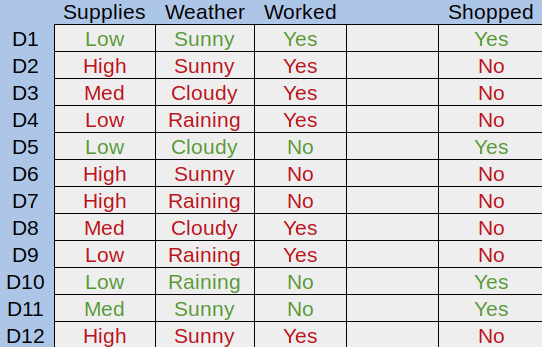 Supplies Weather Worked Shopped
D1 Low Sunny Yes Yes
D2 High Sunny Yes No
D3 Med Cloudy Yes No
D4 Low Raining Yes No
D5 Low Cloudy No Yes
D6 High Sunny No No
D7 High Raining No No
D8 Med Cloudy Yes No
D9 Low Raining Yes No
D10 Low Raining No Yes
D11 Med Sunny No Yes
D12 High Sunny Yes No